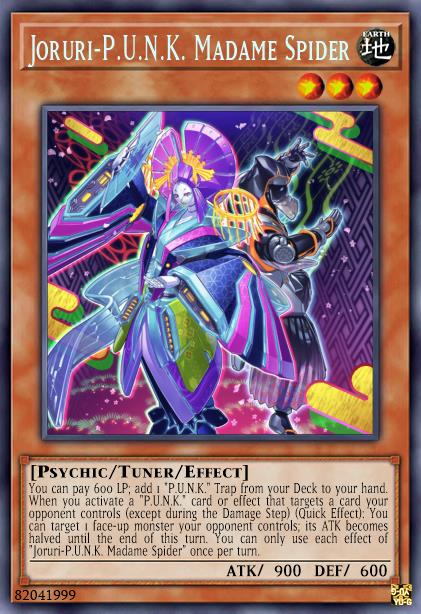 Joruri-P.U.N.K. Madame Spider
EARTH
地
[Psychic/Tuner/Effect]
You can pay 600 LP; add 1 "P.U.N.K." Trap from your Deck to your hand.
When you activate a "P.U.N.K." card or effect that targets a card your
opponent controls (except during the Damage Step) (Quick Effect): You
can target 1 face-up monster your opponent controls; its ATK becomes
halved until the end of this turn. You can only use each effect of
"Joruri-P.U.N.K. Madame Spider" once per turn.
ATK/ 900 DEF/ 600
82041999